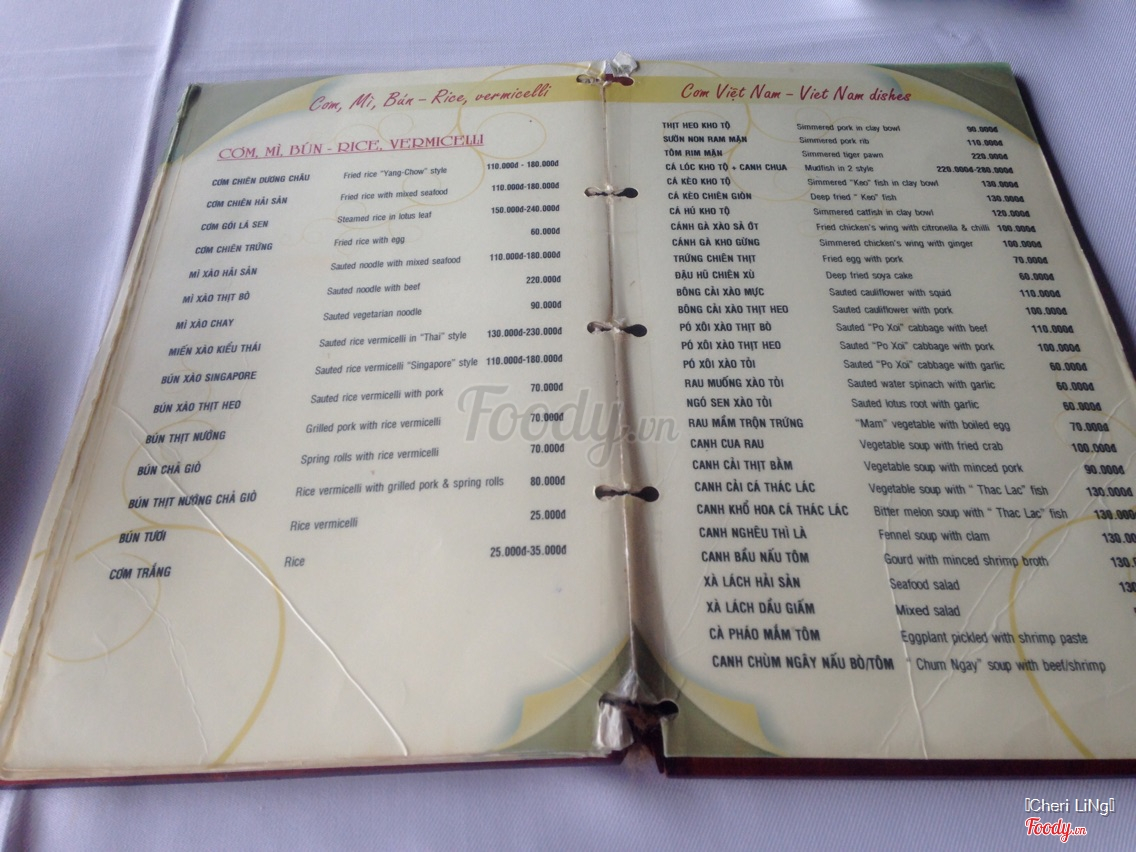 Cơm, Mì, Bún - Rice, vermicelli
CƠM, MÌ, BÚN - RICE, VERMICELLI
CƠM CHIÊN DƯƠNG CHÂU Fried rice "Yang-Chow" style 110.000đ - 180.000đ
CƠM CHIÊN HẢI SẢN Fried rice with mixed seafood 110.000đ-180.000đ
CƠM GÓI LÁ SEN Steamed rice in lotus leaf 150.000đ-240.000đ
CƠM CHIÊN TRỨNG Fried rice with egg 60.000đ
MÌ XÀO HẢI SẢN Sauted noodle with mixed seafood 110.000đ-180.000đ
MÌ XÀO THỊT BÒ Sauted noodle with beef 220.000đ
MÌ XÀO CHAY Sauted vegetarian noodle 90.000đ
MIẾN XÀO KIỂU THÁI Sauted rice vermicelli in "Thai" style 130.000đ-230.000đ
BÚN XÀO SINGAPORE Sauted rice vermicelli "Singapore" style 110.000đ-180.000đ
BÚN XÀO THỊT HEO Sauted rice vermicelli with pork 70.000đ
BÚN THỊT NƯỚNG Grilled pork with rice vermicelli 70.000đ
BÚN CHẢ GIÒ Spring rolls with rice vermicelli 70.000đ
BÚN THỊT NƯỚNG CHẢ GIÒ Rice vermicelli with grilled pork & spring rolls 80.000đ
BÚN TƯƠI Rice vermicelli 25.000đ
CƠM TRẮNG Rice 25.000đ-35.000đ
Cơm Việt Nam - Viet Nam dishes
THỊT HEO KHO TỘ Simmered pork in clay bowl 90.000đ
SƯỜN NON RAM MẶN Simmered pork rib 110.000đ
TÔM RIM MẶN Simmered tiger pawn 220.000đ
CÁ LÓC KHO TỘ + CANH CHUA Mudfish in 2 style 220.000đ-280.000đ
CÁ KÈO KHO TỘ Simmered "Keo" fish in clay bowl 130.000đ
CÁ KÈO CHIÊN GIÒN Deep fried " Keo" fish 130.000đ
CÁ HÚ KHO TỘ Simmered catfish in clay bowl 120.000đ
CÁNH GÀ XÀO SẢ ỚT Fried chicken's wing with citronella & chilli 100.000đ
CÁNH GÀ KHO GỪNG Simmered chicken's wing with ginger 100.000đ
TRỨNG CHIÊN THỊT Fried egg with pork 70.000đ
ĐẬU HŨ CHIÊN XÙ Deep fried soya cake 60.000đ
BÔNG CẢI XÀO MỰC Sauted cauliflower with squid 110.000đ
BÔNG CẢI XÀO THỊT HEO Sauted cauliflower with pork 100.000đ
PÓ XÔI XÀO THỊT BÒ Sauted "Po Xoi" cabbage with beef 110.000đ
PÓ XÔI XÀO THỊT HEO Sauted "Po Xoi" cabbage with pork 100.000đ
PÓ XÔI XÀO TỎI Sauted "Po Xoi" cabbage with garlic 60.000đ
RAU MUỐNG XÀO TỎI Sauted water spinach with garlic 60.000đ
NGÓ SEN XÀO TỎI Sauted lotus root with garlic 60.000đ
RAU MẦM TRỘN TRỨNG "Mam" vegetable with boiled egg 70.000đ
CANH CUA RAU Vegetable soup with fried crab 100.000đ
CANH CẢI THỊT BẰM Vegetable soup with minced pork 90.000đ
CANH CẢI CÁ THÁC LÁC Vegetable soup with " Thac Lac" fish 130.000đ
CANH KHỔ HOA CÁ THÁC LÁC Bitter melon soup with " Thac Lac" fish 130.000
CANH NGHÊU THÌ LÀ Fennel soup with clam 130.00
CANH BẦU NẤU TÔM Gourd with minced shrimp broth 130.
XÀ LÁCH HẢI SẢN Seafood salad 130
XÀ LÁCH DẦU GIẤM Mixed salad
CÀ PHÁO MẮM TÔM Eggplant pickled with shrimp paste
CANH CHÙM NGÂY NẤU BÒ/TÔM " Chum Ngay" soup with beef/shrimp
Foody.vn
Cheri LiNg
Foody.vn